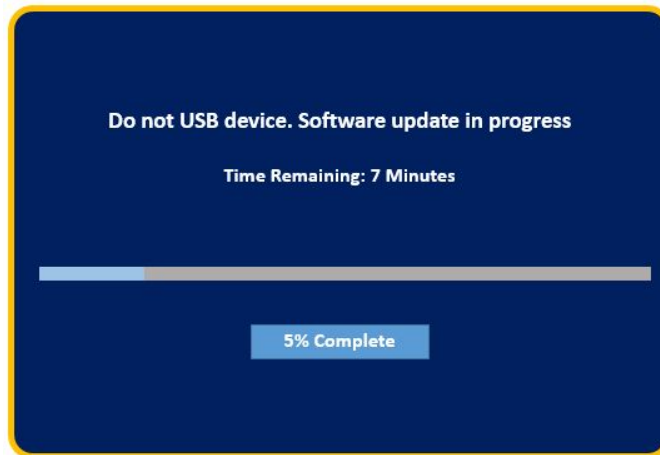 Do not USB device. Software update in progress
Time Remaining: 7 Minutes
5% Complete